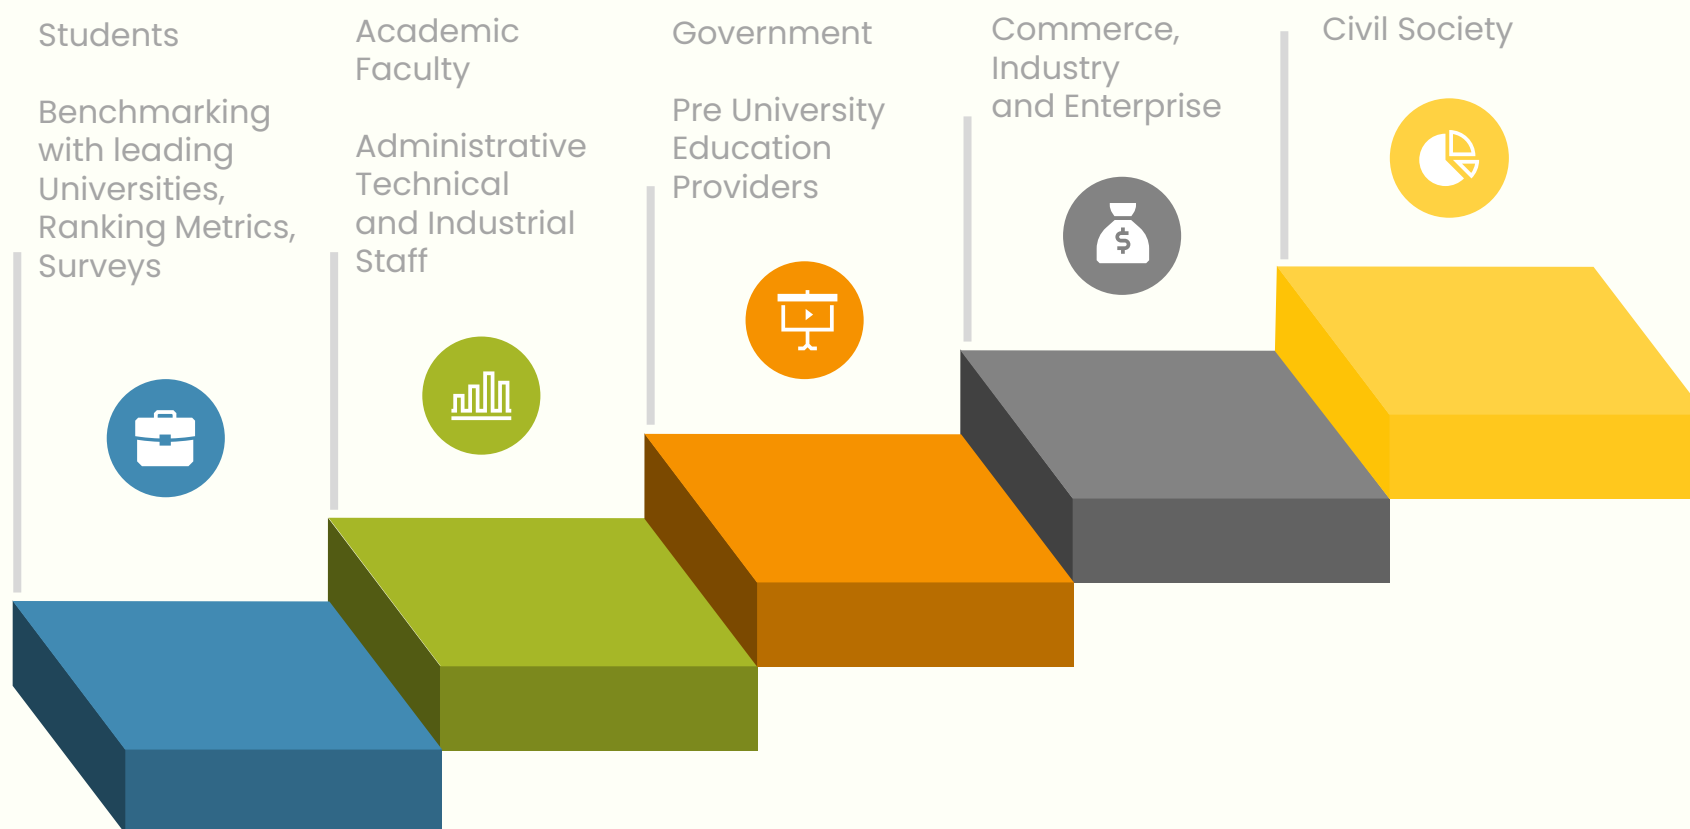 Students
Benchmarking
with leading
Universities,
Ranking Metrics,
Surveys
Academic
Faculty
Administrative
Technical
and Industrial
Staff
Government
Pre University
Education
Providers
Commerce,
Industry
and Enterprise
$
Civil Society